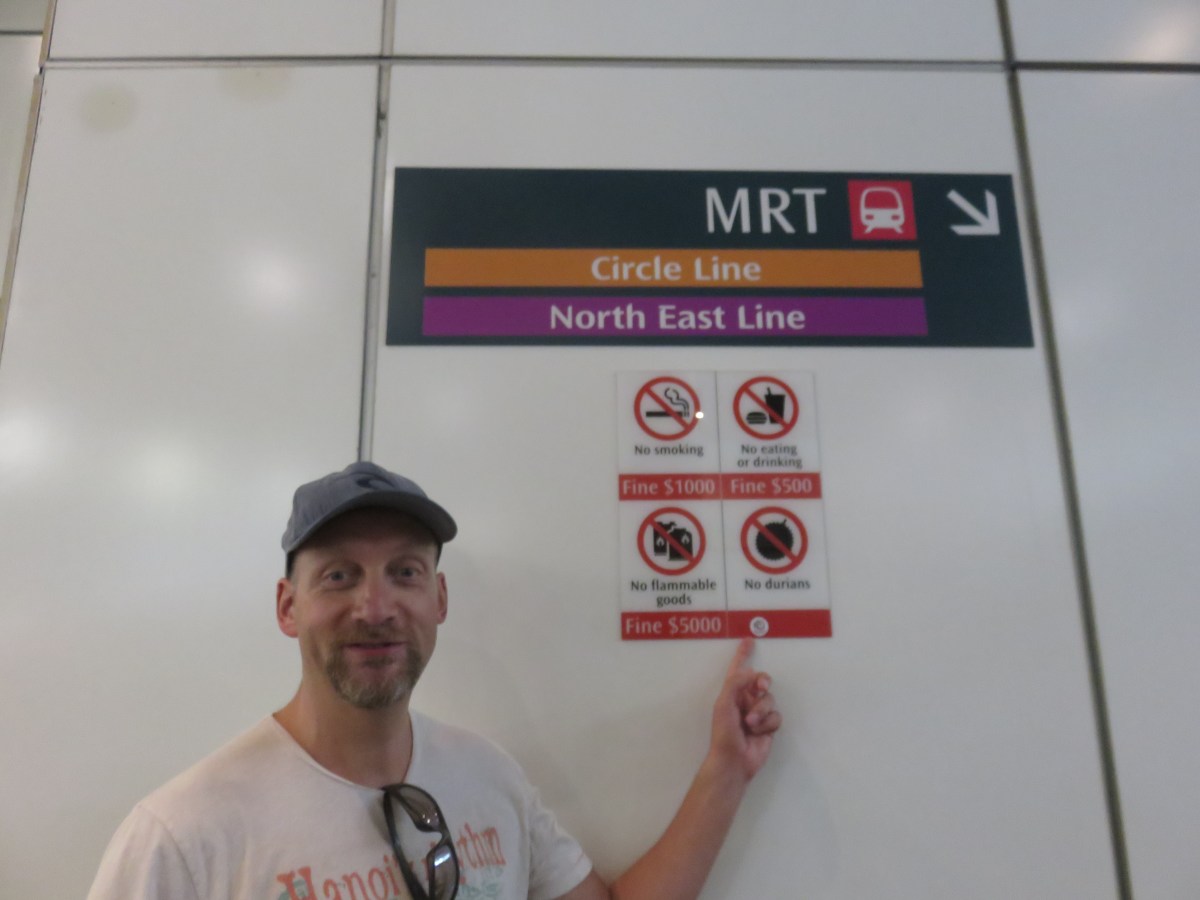 MRT
Circle Line
North East Line
No smoking
No eating
or drinking
Fine $1000
Fine $500
No flammable
goods
No durians
Fine $5000
Hanoi